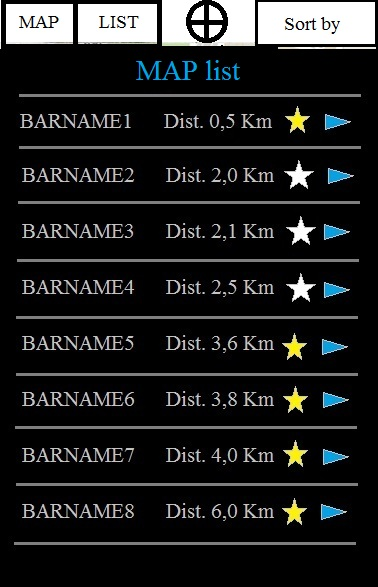 MAP LIST Sort by
MAP list
BARNAME1 Dist. 0,5 Km
BARNAME2 Dist. 2,0 Km
BARNAME3 Dist. 2,1 Km
BARNAME4 Dist. 2,5 Km
BARNAME5 Dist. 3,6 Km
BARNAME6 Dist. 3,8 Km
BARNAME7 Dist. 4,0 Km
BARNAME8 Dist. 6,0 Km